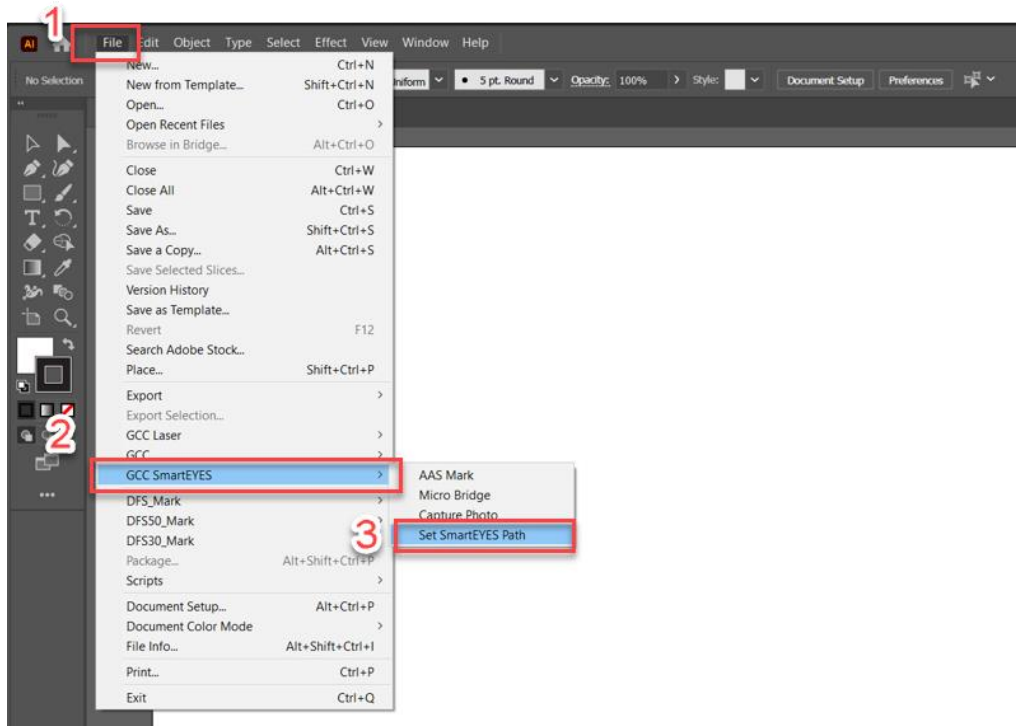 1
Ai File Edit Object Type Select Effect View Window Help
No Selection Uniform 5 pt. Round Opacity: 100% Style: Document Setup Preferences
New... Ctrl+N
New from Template... Shift+Ctrl+N
Open... Ctrl+O
Open Recent Files
Browse in Bridge... Alt+Ctrl+O
Close Ctrl+W
Close All Alt+Ctrl+W
Save Ctrl+S
Save As... Shift+Ctrl+S
Save a Copy... Alt+Ctrl+S
Save Selected Slices...
Version History
Save as Template...
Revert F12
Search Adobe Stock...
Place... Shift+Ctrl+P
Export
Export Selection...
GCC Laser
2
GCC
GCC SmartEYES
AAS Mark
Micro Bridge
Capture Photo
3
Set SmartEYES Path
DFS_Mark
DFS50_Mark
DFS30_Mark
Package... Alt+Shift+Ctrl+P
Scripts
Document Setup... Alt+Ctrl+P
Document Color Mode
File Info... Alt+Shift+Ctrl+I
Print... Ctrl+P
Exit Ctrl+Q